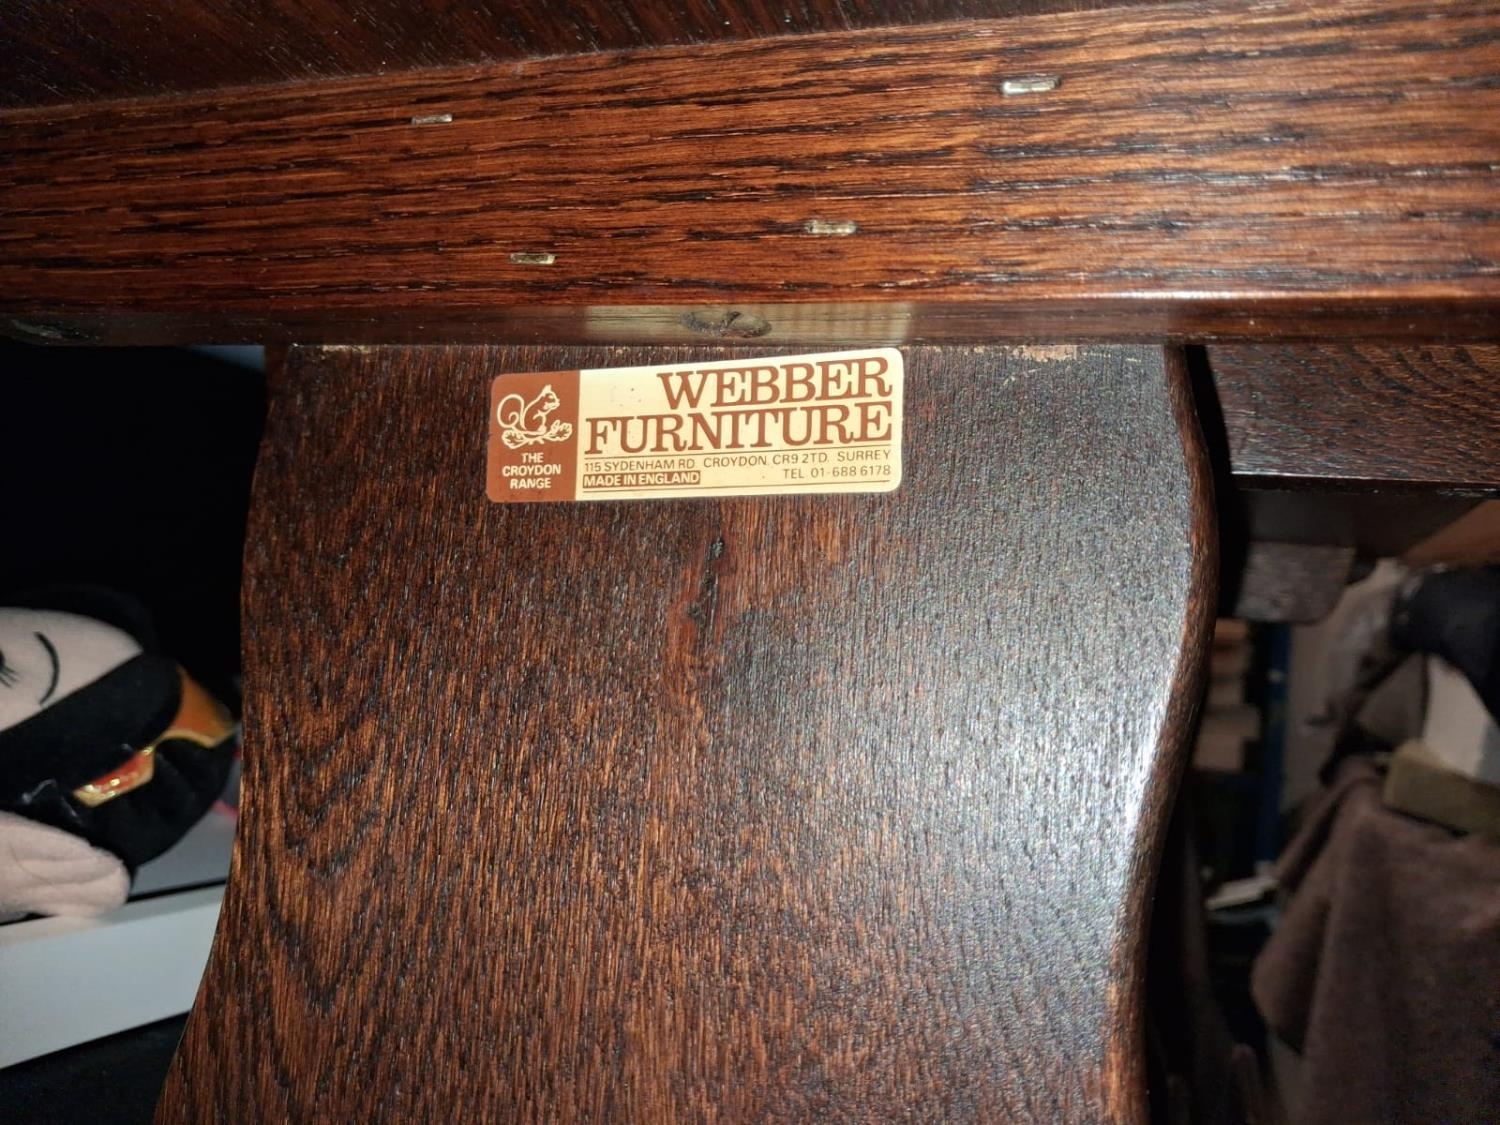 WEBBER
FURNITURE
115 SYDENHAM RD CROYDON. CR9 2TD. SURREY
MADE IN ENGLAND TEL 01-688 6178
THE
CROYDON
RANGE